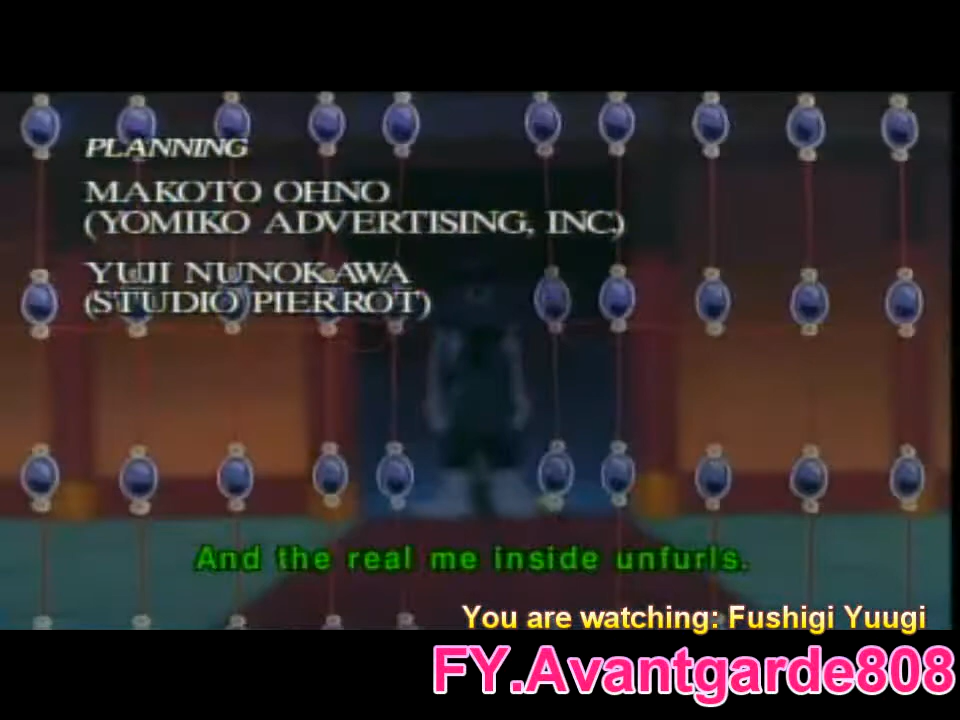 PLANNING
MAKOTO OHNO
(YOMIKO ADVERTISING, INC.)
YUJI NUNOKAWA
(STUDIO PIERROT)
And the real me inside unfurls.
You are watching: Fushigi Yuugi
FY.Avantgarde808